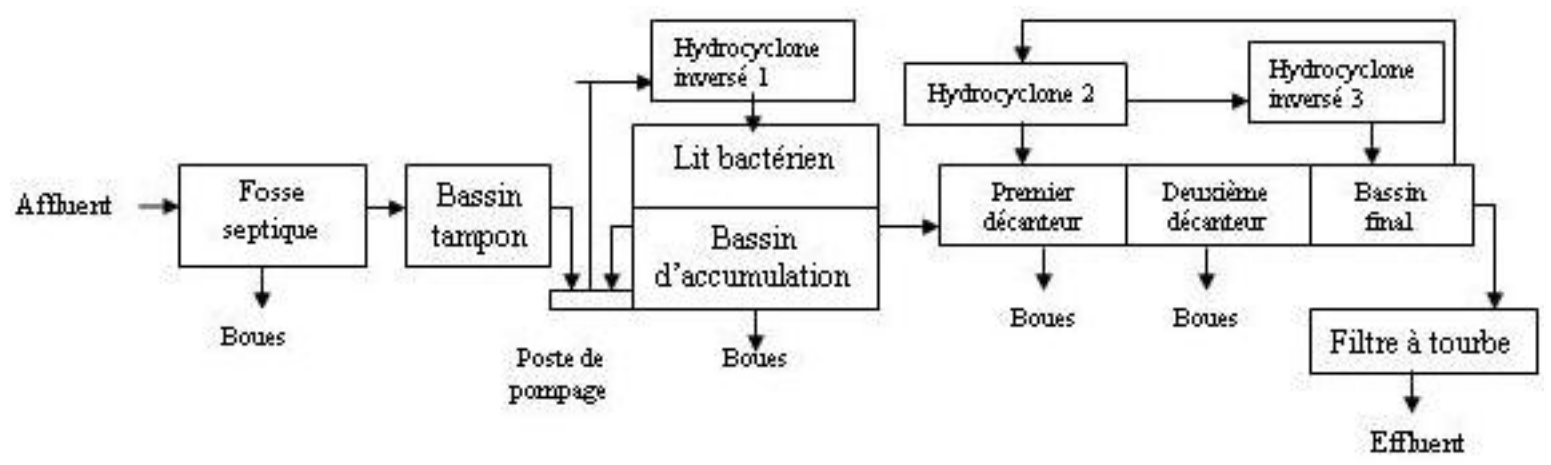 Hydrocyclone
inversé 1
Hydrocyclone 2
Hydrocyclone
inversé 3
Lit bactérien
Affluent
Fosse
septique
Bassin
tampon
Bassin
d'accumulation
Premier
décanteur
Deuxième
décanteur
Bassin
final
Boues
Poste de
pompage
Boues
Boues
Boues
Filtre à tourbe
Effluent